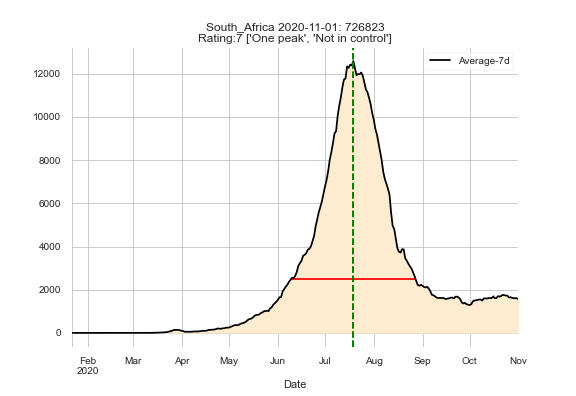 South_Africa 2020-11-01: 726823
Rating:7 ['One peak', 'Not in control']
Average-7d
12000
10000
8000
6000
4000
2000
0
Feb Mar Apr May Jun Jul Aug Sep Oct Nov
2020
Date